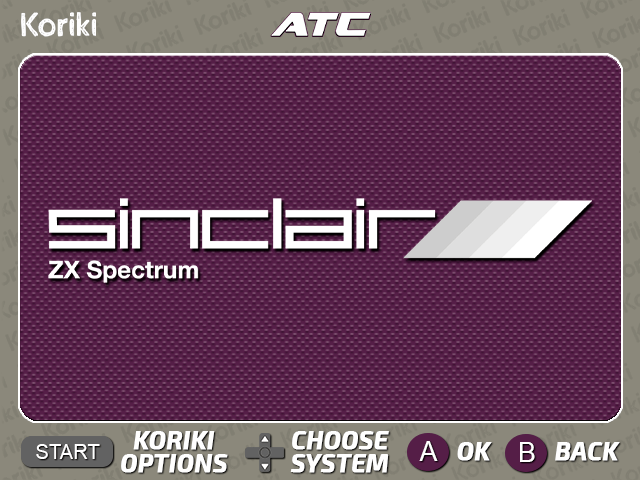 Koriki
ATC
sinclair
ZX Spectrum
START
KORIKI
OPTIONS
CHOOSE
SYSTEM
A
OK
B
BACK